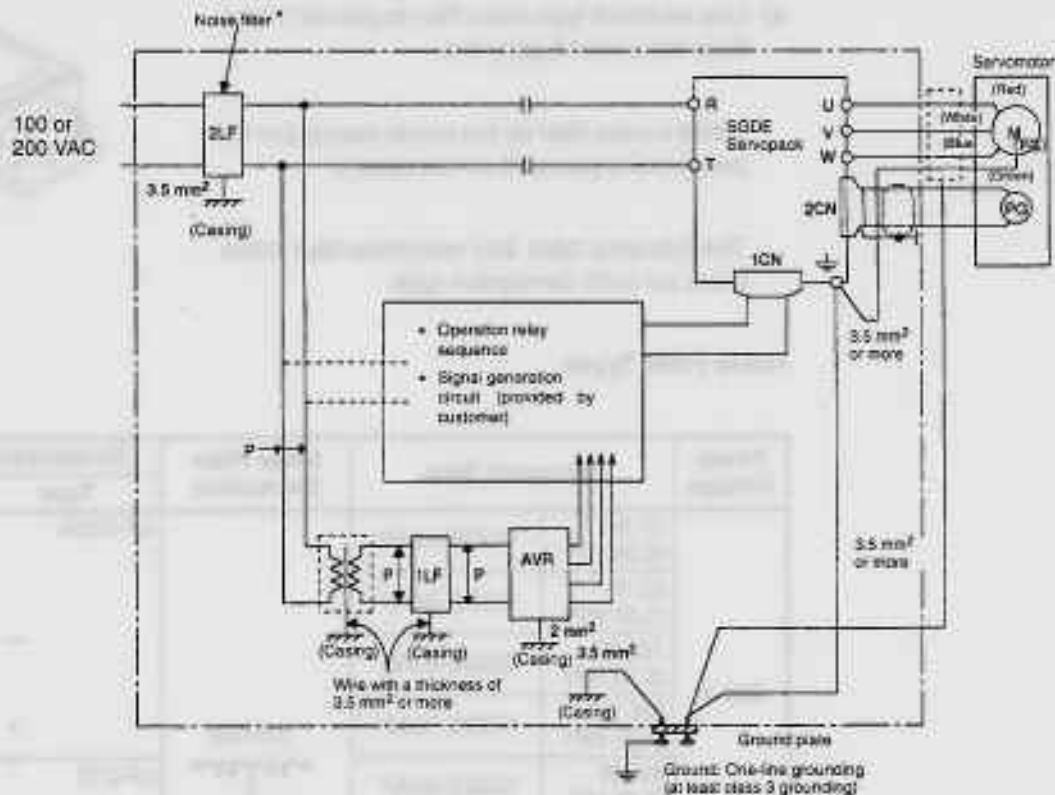 Noise filter *
Servomotor
100 or
200 VAC
2LF
3.5 mm²
(Casing)
R
T
SGDE
Servopack
U
V
W
(Red)
(White)
(Blue)
(Green)
M
PG
2CN
1CN
3.5 mm²
or more
• Operation relay
sequence
• Signal generation
circuit (provided by
customer)
P
P
1LF
P
AVR
(Casing)
(Casing)
2 mm²
(Casing)
3.5 mm²
(Casing)
3.5 mm²
or more
Wire with a thickness of
3.5 mm² or more
Ground plate
Ground: One-line grounding
(at least class 3 grounding)